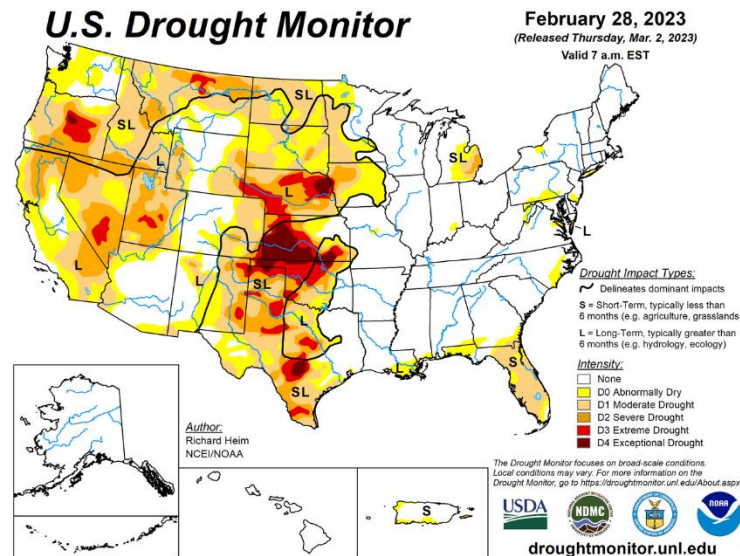 U.S. Drought Monitor
February 28, 2023
(Released Thursday, Mar. 2, 2023)
Valid 7 a.m. EST
SL
SL
L
SL
L
L
L
SL
L
L
SL
L
S
S
Drought Impact Types:
Delineates dominant impacts
S = Short-Term, typically less than
6 months (e.g. agriculture, grasslands
L = Long-Term, typically greater than
6 months (e.g. hydrology, ecology)
Intensity:
None
D0 Abnormally Dry
D1 Moderate Drought
D2 Severe Drought
D3 Extreme Drought
D4 Exceptional Drought
Author:
Richard Heim
NCEI/NOAA
The Drought Monitor focuses on broad-scale conditions.
Local conditions may vary. For more information on the
Drought Monitor, go to https://droughtmonitor.unl.edu/About.aspx
USDA
NDMC
NOAA
droughtmonitor.unl.edu